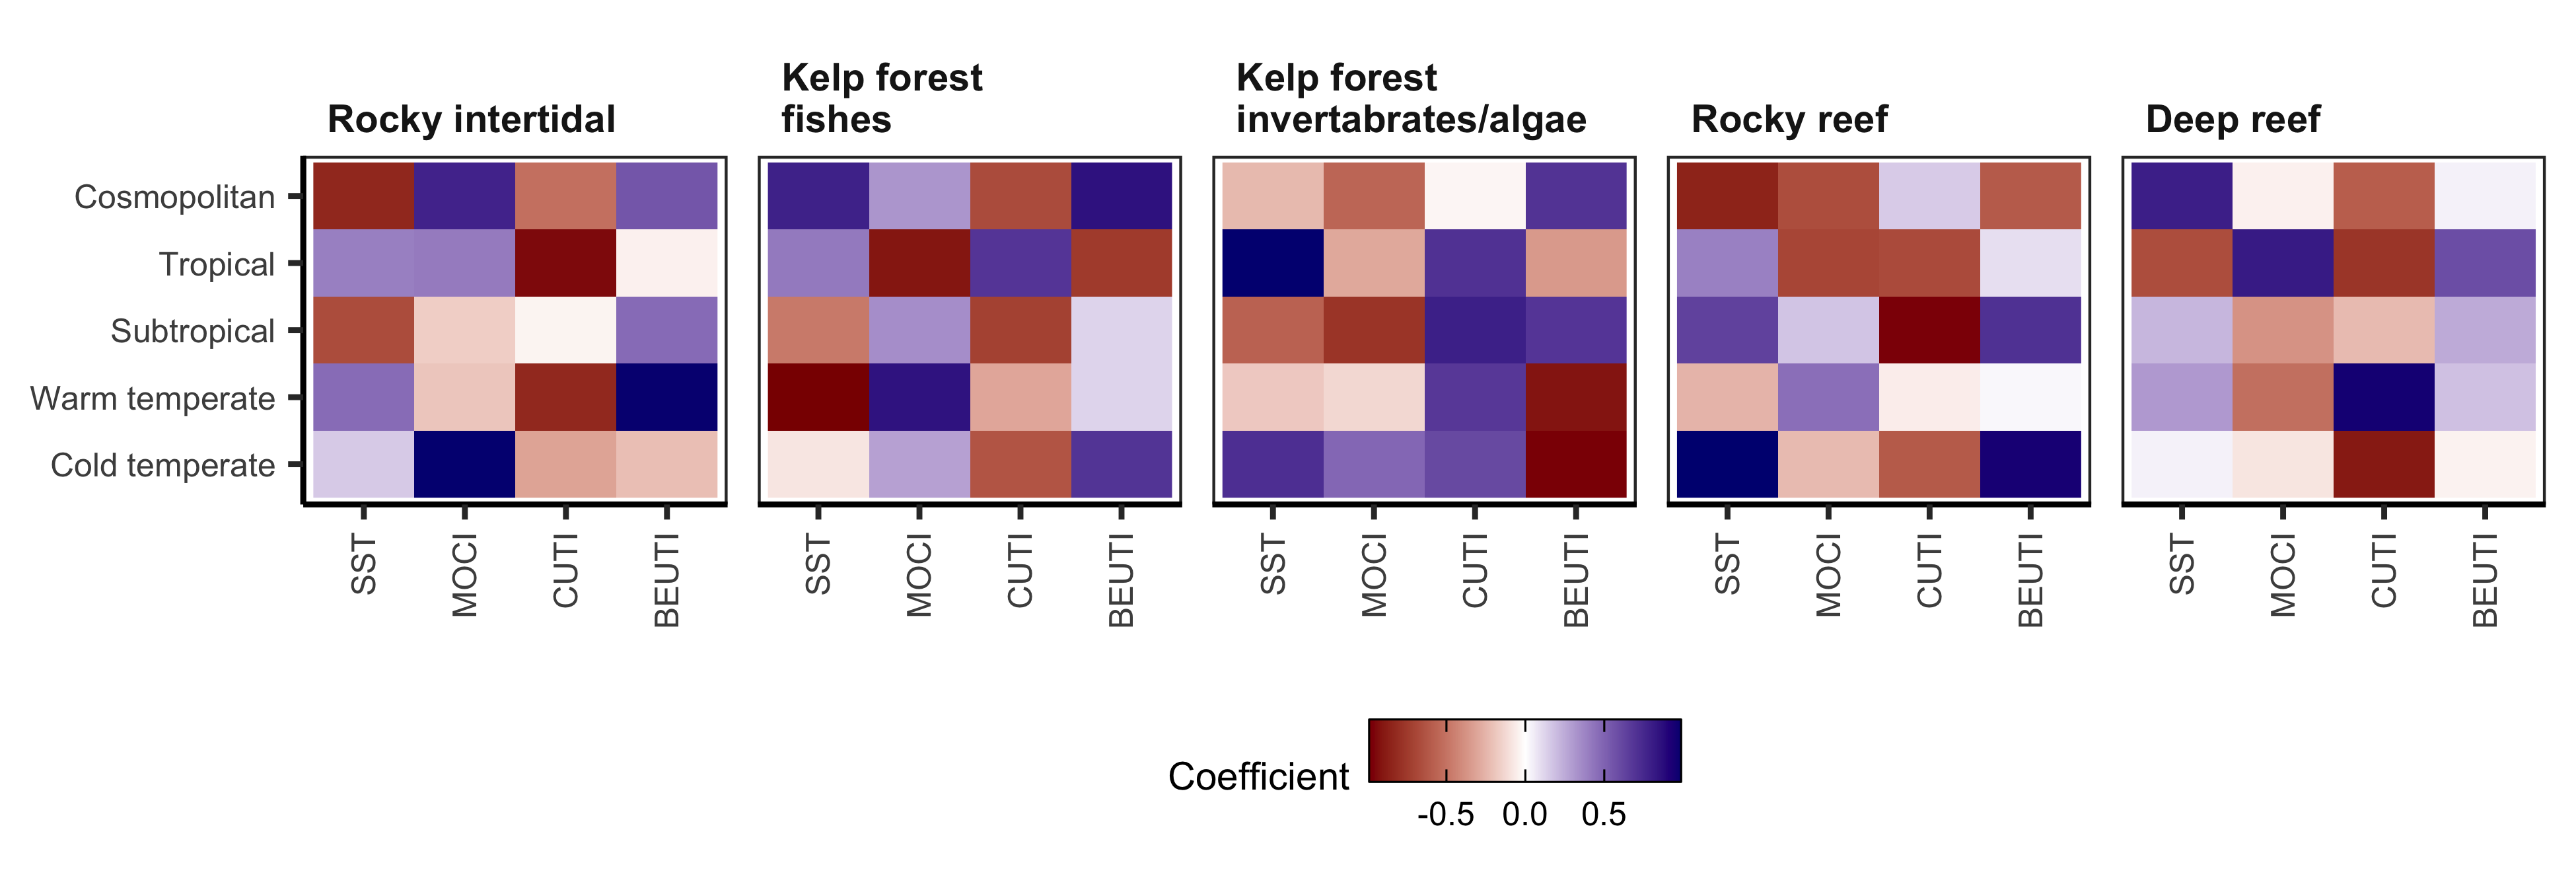 Rocky intertidal
Kelp forest
fishes
Kelp forest
invertabrates/algae
Rocky reef
Deep reef
Cosmopolitan
Tropical
Subtropical
Warm temperate
Cold temperate
SST
MOCI
CUTI
BEUTI
SST
MOCI
CUTI
BEUTI
SST
MOCI
CUTI
BEUTI
SST
MOCI
CUTI
BEUTI
SST
MOCI
CUTI
BEUTI
Coefficient
-0.5 0.0 0.5